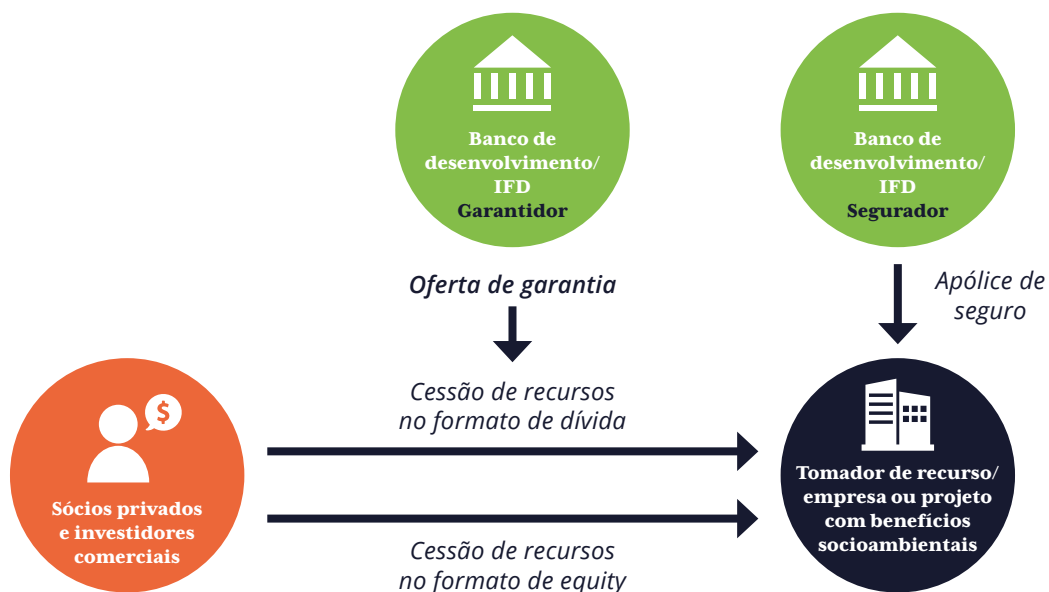 Banco de
desenvolvimento/
IFD
Garantidor
Banco de
desenvolvimento/
IFD
Segurador
Oferta de garantia
Apólice de
seguro
Cessão de recursos
no formato de dívida
$
Sócios privados
e investidores
comerciais
Tomador de recurso/
empresa ou projeto
com benefícios
socioambientais
Cessão de recursos
no formato de equity